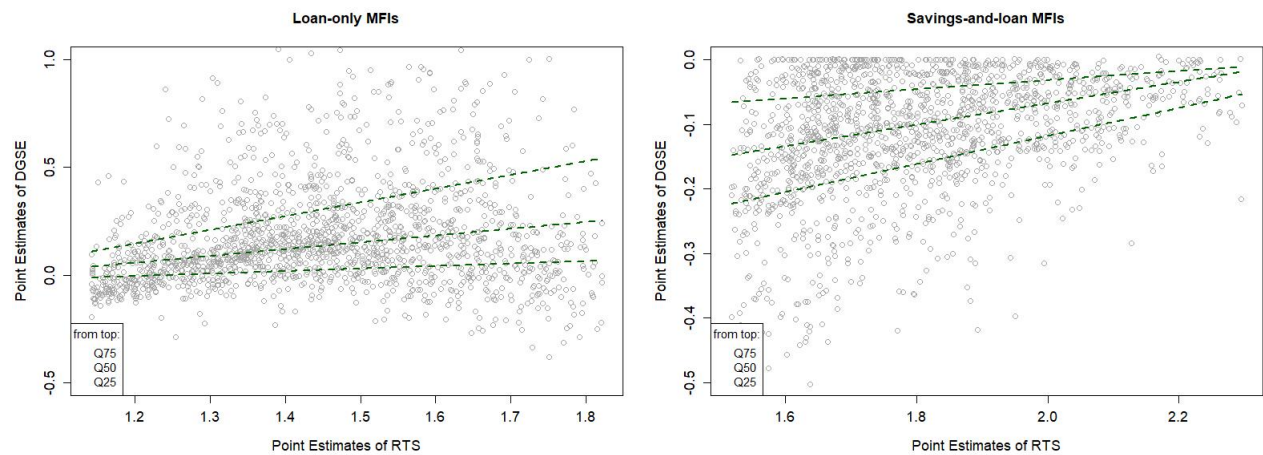 Loan-only MFIs
Point Estimates of DGSE
1.0
0.5
0.0
-0.5
from top:
Q75
Q50
Q25
1.2 1.3 1.4 1.5 1.6 1.7 1.8
Point Estimates of RTS
Savings-and-loan MFIs
Point Estimates of DGSE
0.0
-0.1
-0.2
-0.3
-0.4
-0.5
from top:
Q75
Q50
Q25
1.6 1.8 2.0 2.2
Point Estimates of RTS